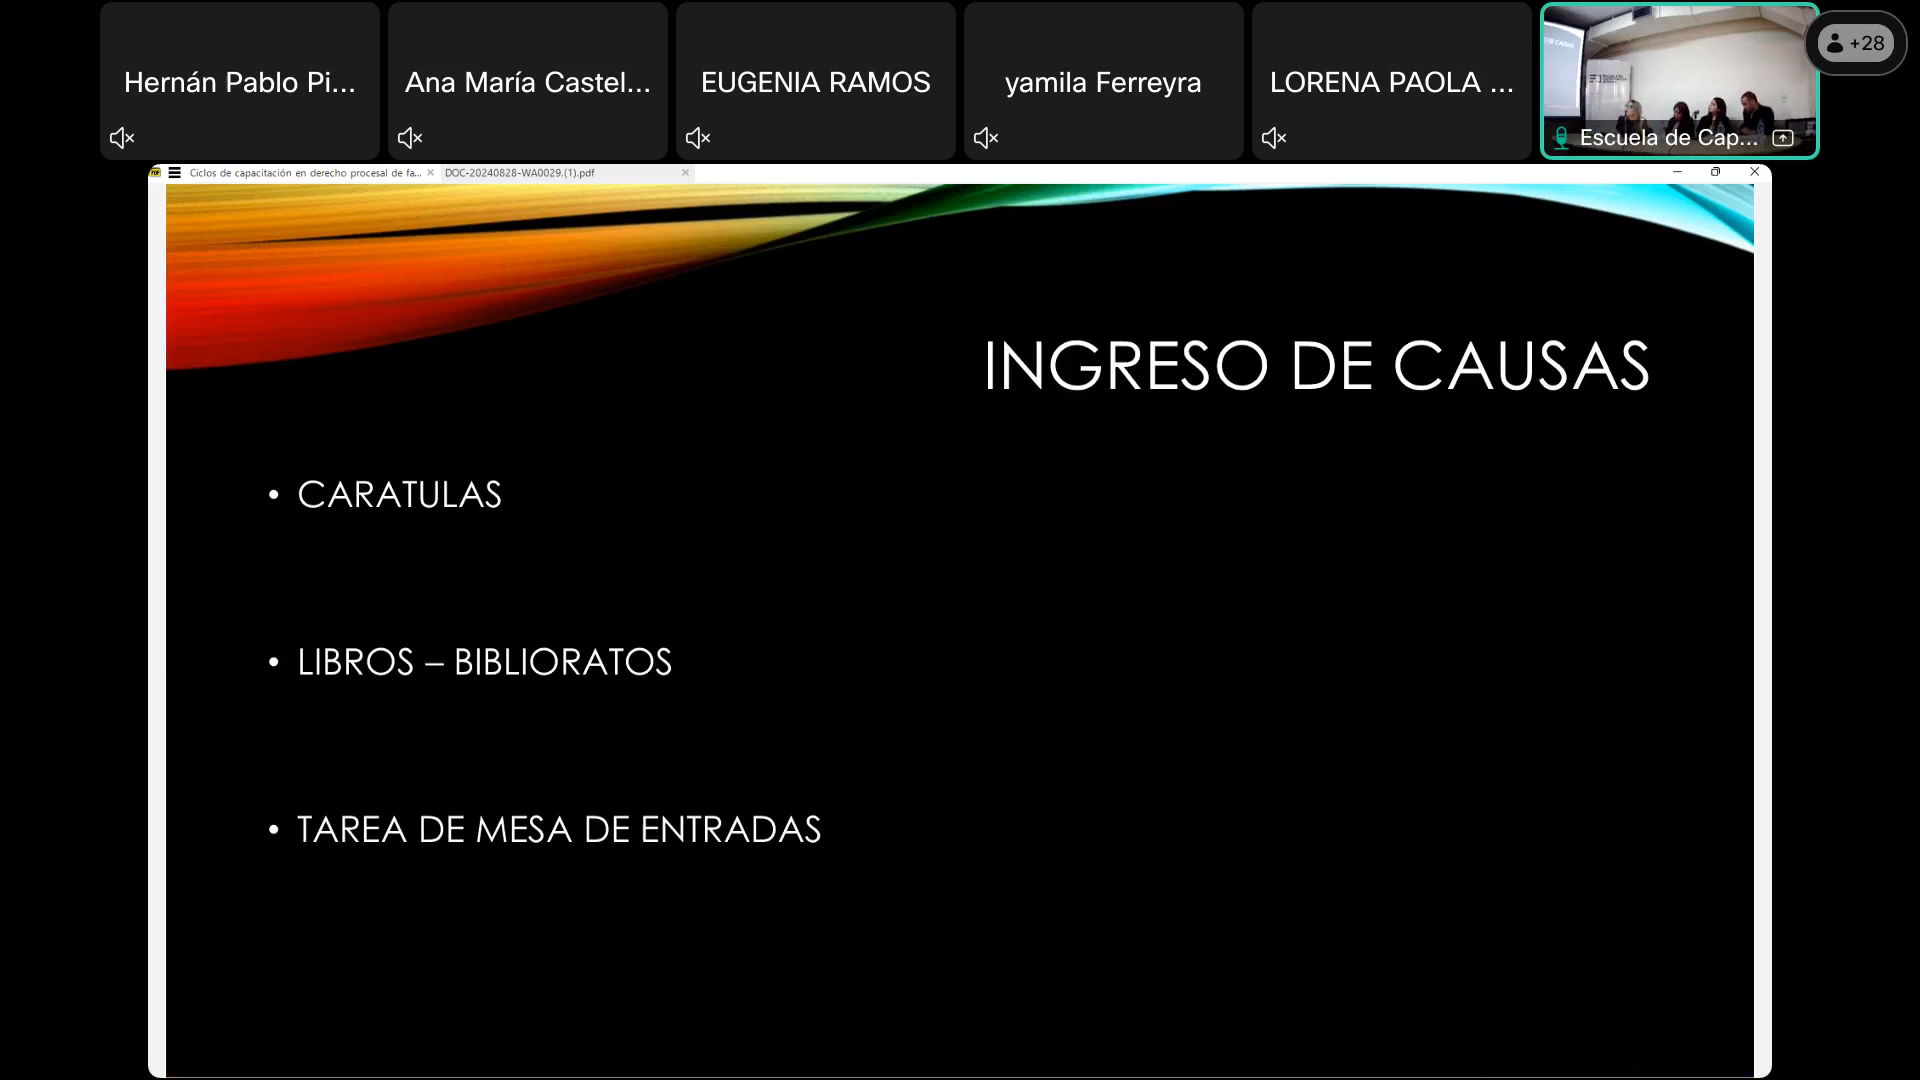 Hernán Pablo Pi...
Ana María Castel...
EUGENIA RAMOS
yamila Ferreyra
LORENA PAOLA ...
Escuela de Cap...
+28
Ciclos de capacitación en derecho procesal de fa...
DOC-20240828-WA0029.(1).pdf
INGRESO DE CAUSAS
• CARATULAS
• LIBROS – BIBLIORATOS
• TAREA DE MESA DE ENTRADAS